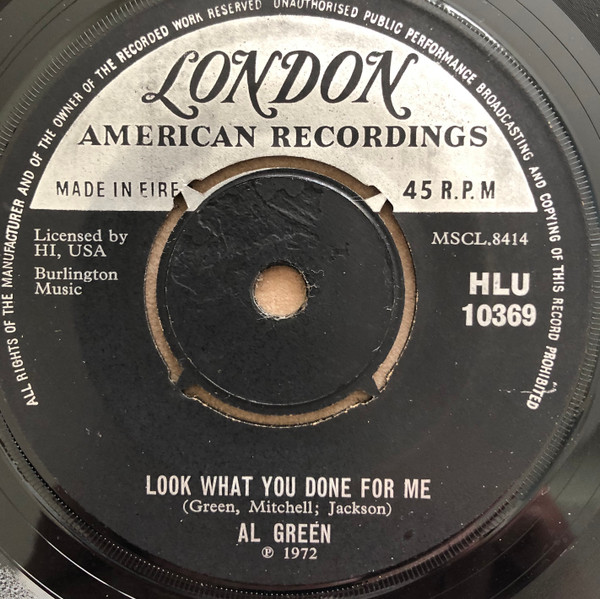 ALL RIGHTS OF THE MANUFACTURER AND OF THE OWNER OF THE RECORDED WORK RESERVED UNAUTHORISED PUBLIC PERFORMANCE BROADCASTING AND COPYING OF THIS RECORD PROHIBITED
LONDON
AMERICAN RECORDINGS
MADE IN EIRE
45 R.P.M
Licensed by
HI, USA
Burlington
Music
MSCL.8414
HLU
10369
LOOK WHAT YOU DONE FOR ME
(Green, Mitchell; Jackson)
AL GREEN
℗ 1972